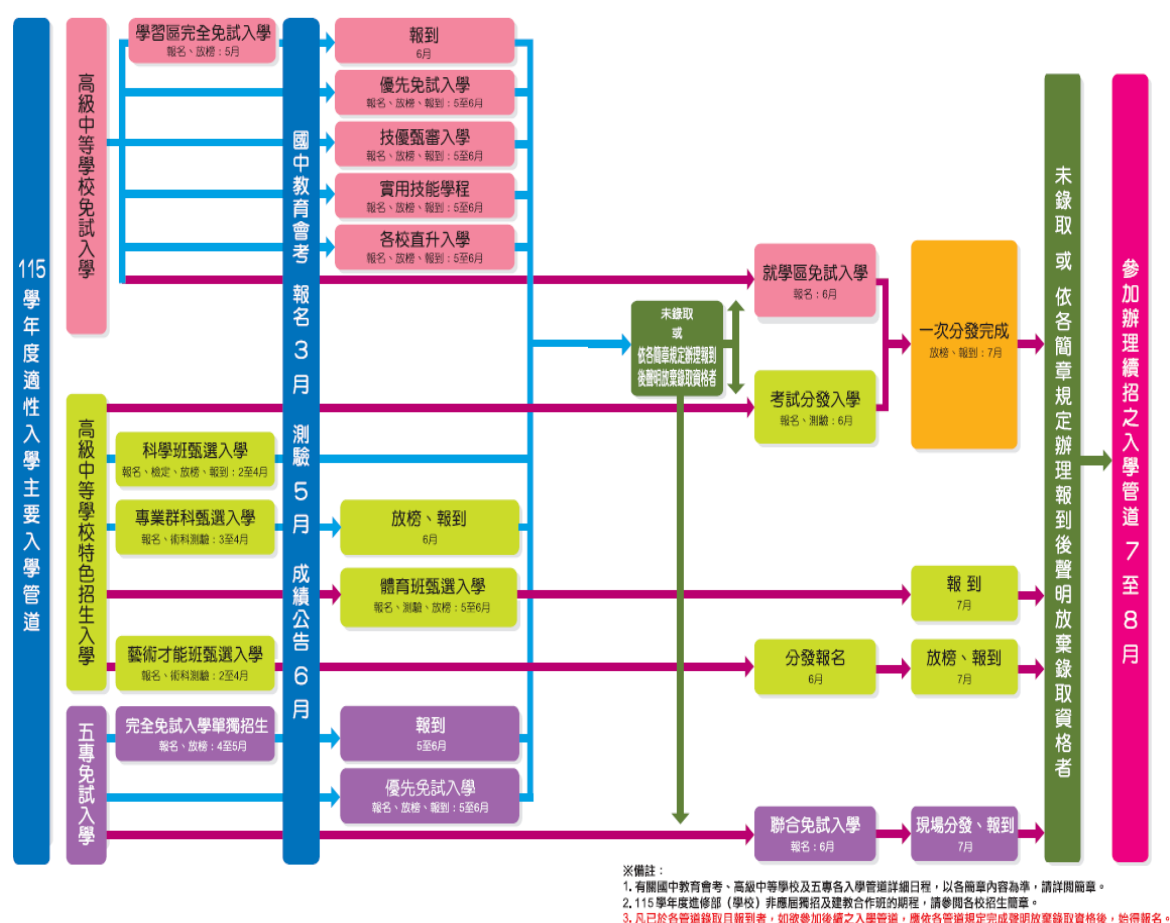 115學年度適性入學主要入學管道
高級中等學校免試入學
學習區完全免試入學
報名、放榜：5月
報到
6月
優先免試入學
報名、放榜、報到：5至6月
技優甄審入學
報名、放榜、報到：5至6月
實用技能學程
報名、放榜、報到：5至6月
各校直升入學
報名、放榜、報到：5至6月
國中教育會考 報名3月 測驗5月 成績公告6月
就學區免試入學
報名：6月
未錄取
或
依各簡章規定辦理報到
後聲明放棄錄取資格者
一次分發完成
放榜、報到：7月
考試分發入學
報名、測驗：6月
高級中等學校特色招生入學
科學班甄選入學
報名、檢定、放榜、報到：2至4月
專業群科甄選入學
報名、術科測驗：3至4月
放榜、報到
6月
體育班甄選入學
報名、測驗、放榜：5至6月
報到
7月
藝術才能班甄選入學
報名、術科測驗：2至4月
分發報名
6月
放榜、報到
7月
五專免試入學
完全免試入學單獨招生
報名、放榜：4至5月
報到
5至6月
優先免試入學
報名、放榜、報到：5至6月
聯合免試入學
報名：6月
現場分發、報到
7月
未錄取 或 依各簡章規定辦理報到後聲明放棄錄取資格者
參加辦理續招之入學管道7至8月
※備註：
1. 有關國中教育會考、高級中等學校及五專各入學管道詳細日程，以各簡章內容為準，請詳閱簡章。
2. 115學年度進修部（學校）非應屆獨招及建教合作班的期程，請參閱各校招生簡章。
3. 凡已於各管道錄取且報到者，如欲參加後續之入學管道，應依各管道規定完成聲明放棄錄取資格後，始得報名。